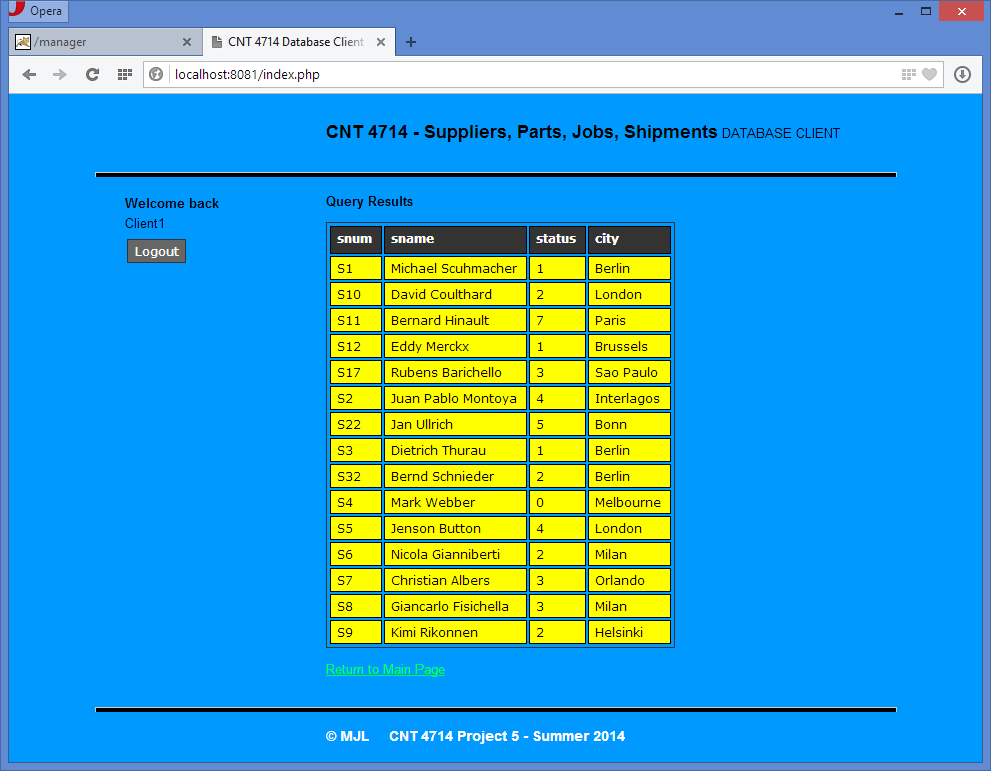 Opera
/manager
CNT 4714 Database Client
localhost:8081/index.php
CNT 4714 - Suppliers, Parts, Jobs, Shipments DATABASE CLIENT
Welcome back
Client1
Logout
Query Results
snum sname status city
S1 Michael Scuhmacher 1 Berlin
S10 David Coulthard 2 London
S11 Bernard Hinault 7 Paris
S12 Eddy Merckx 1 Brussels
S17 Rubens Barichello 3 Sao Paulo
S2 Juan Pablo Montoya 4 Interlagos
S22 Jan Ullrich 5 Bonn
S3 Dietrich Thurau 1 Berlin
S32 Bernd Schnieder 2 Berlin
S4 Mark Webber 0 Melbourne
S5 Jenson Button 4 London
S6 Nicola Gianniberti 2 Milan
S7 Christian Albers 3 Orlando
S8 Giancarlo Fisichella 3 Milan
S9 Kimi Rikonnen 2 Helsinki
Return to Main Page
© MJL CNT 4714 Project 5 - Summer 2014